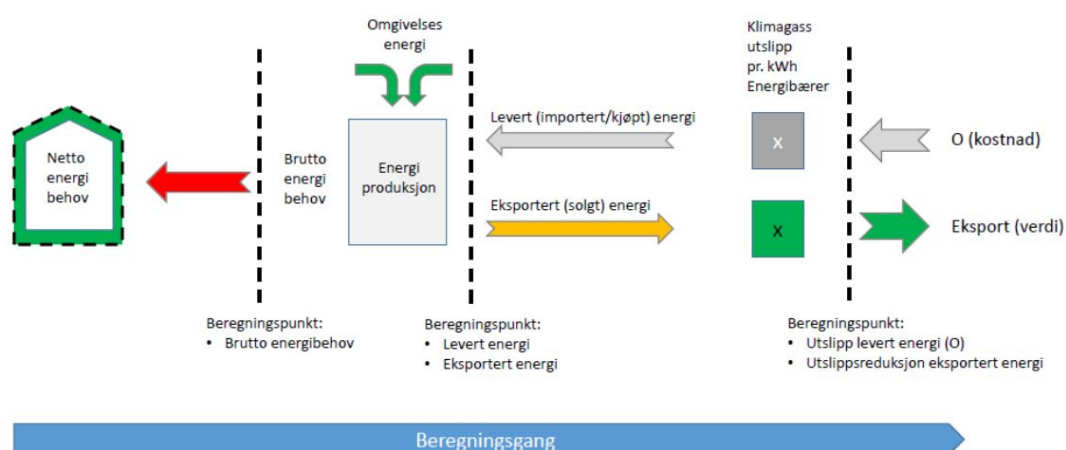 Omgivelses
energi
Klimagass
utslipp
pr. kWh
Energibærer
Netto
energi
behov
Brutto
energi
behov
Energi
produksjon
Levert (importert/kjøpt) energi
Eksportert (solgt) energi
X
X
O (kostnad)
Eksport (verdi)
Beregningspunkt:
• Brutto energibehov
Beregningspunkt:
• Levert energi
• Eksportert energi
Beregningspunkt:
• Utslipp levert energi (O)
• Utslippsreduksjon eksportert energi
Beregningsgang